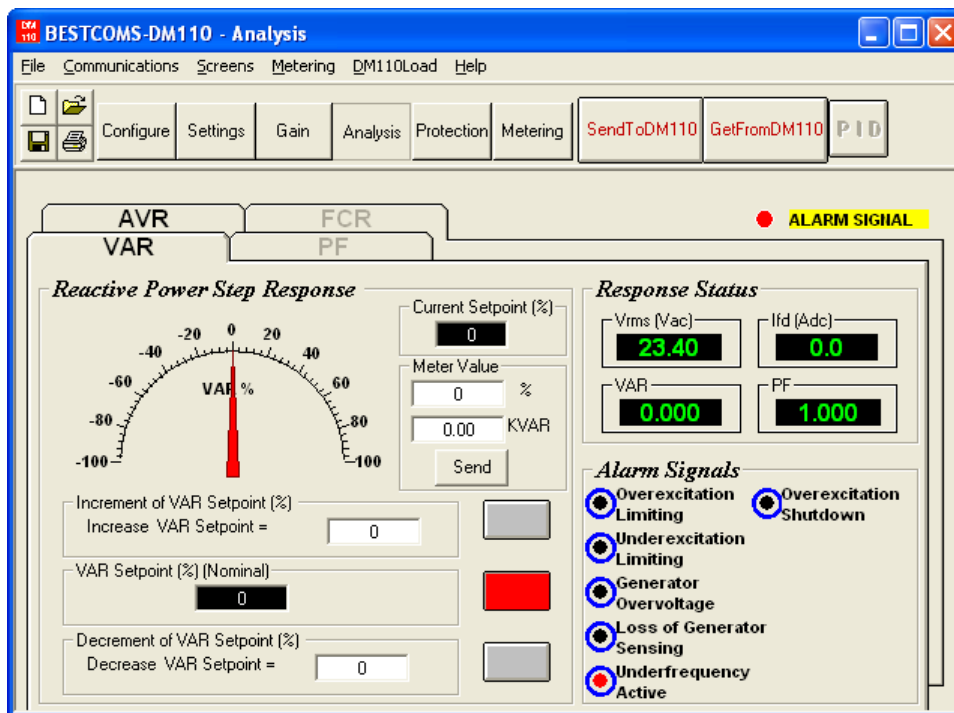 DM 110 BESTCOMS-DM110 - Analysis
File Communications Screens Metering DM110Load Help
Configure Settings Gain Analysis Protection Metering SendToDM110 GetFromDM110 P I D
AVR FCR
ALARM SIGNAL
VAR PF
Reactive Power Step Response
-100 -80 -60 -40 -20 0 20 40 60 80 100
VAR %
Current Setpoint (%)
0
Meter Value
0 %
0.00 KVAR
Send
Increment of VAR Setpoint (%)
Increase VAR Setpoint = 0
VAR Setpoint (%) (Nominal)
0
Decrement of VAR Setpoint (%)
Decrease VAR Setpoint = 0
Response Status
Vrms (Vac) Ifd (Adc)
23.40 0.0
VAR PF
0.000 1.000
Alarm Signals
Overexcitation Limiting
Overexcitation Shutdown
Underexcitation Limiting
Generator Overvoltage
Loss of Generator Sensing
Underfrequency Active